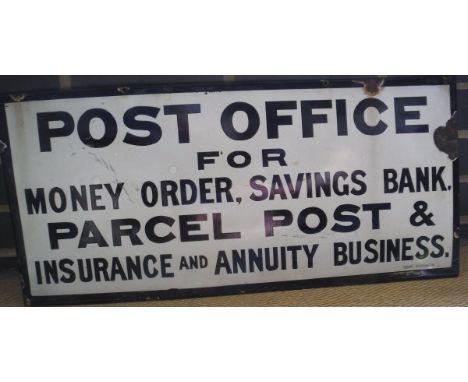 POST OFFICE
FOR
MONEY ORDER, SAVINGS BANK.
PARCEL POST &
INSURANCE AND ANNUITY BUSINESS.